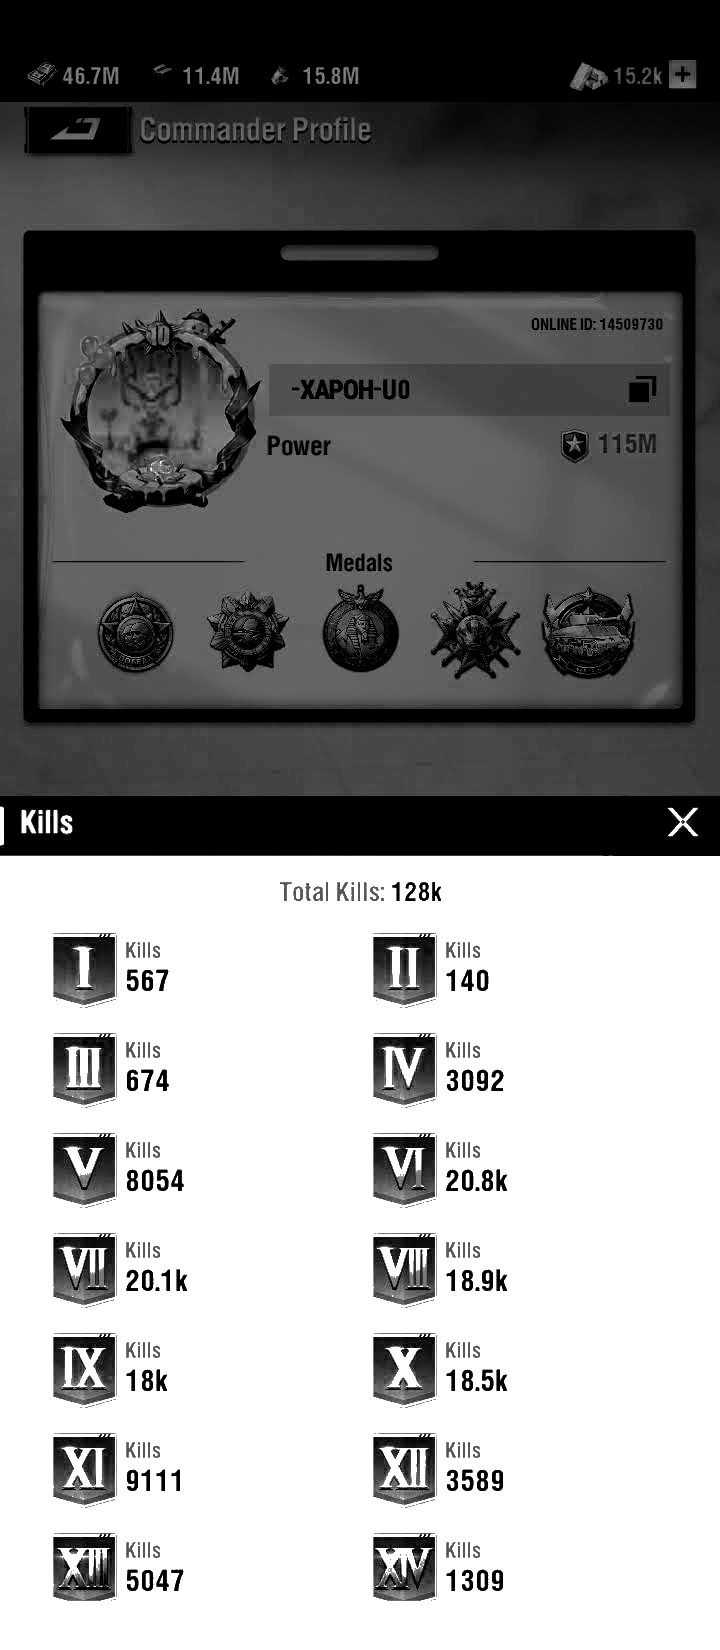 46.7M 11.4M 15.8M 15.2k +
Commander Profile
10
ONLINE ID: 14509730
-XAPOH-U0
Power 115M
Medals
Kills X
Total Kills: 128k
I Kills 567 II Kills 140
III Kills 674 IV Kills 3092
V Kills 8054 VI Kills 20.8k
VII Kills 20.1k VIII Kills 18.9k
IX Kills 18k X Kills 18.5k
XI Kills 9111 XII Kills 3589
XIII Kills 5047 XIV Kills 1309